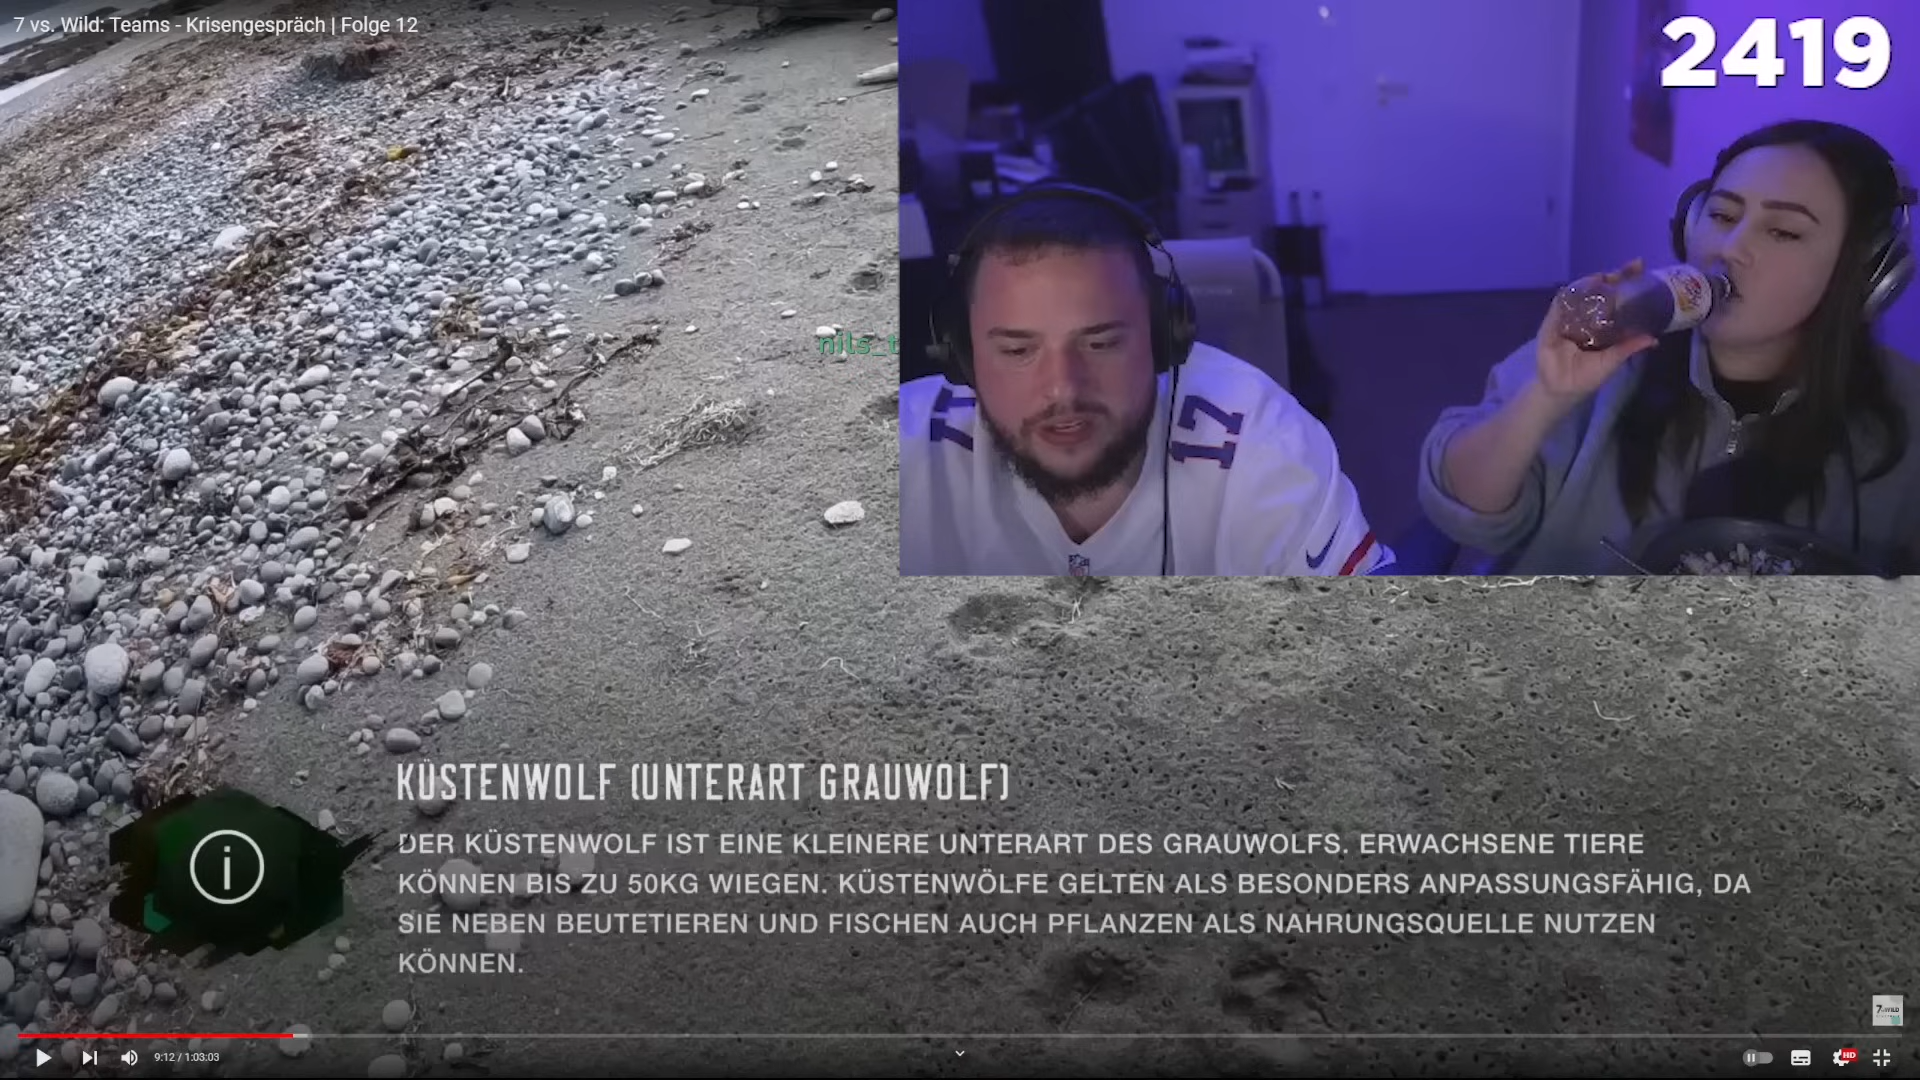 7 vs. Wild: Teams - Krisengespräch | Folge 12
2419
nils_t
17
17
KÜSTENWOLF (UNTERART GRAUWOLF)
DER KÜSTENWOLF IST EINE KLEINERE UNTERART DES GRAUWOLFS. ERWACHSENE TIERE
KÖNNEN BIS ZU 50KG WIEGEN. KÜSTENWÖLFE GELTEN ALS BESONDERS ANPASSUNGSFÄHIG, DA
SIE NEBEN BEUTETIEREN UND FISCHEN AUCH PFLANZEN ALS NAHRUNGSQUELLE NUTZEN
KÖNNEN.
9:12 / 1:03:03
HD